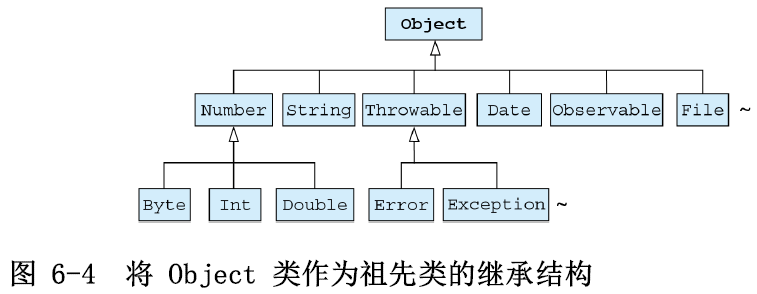 Object
Number String Throwable Date Observable File ~
Byte Int Double Error Exception ~
图 6-4 将 Object 类作为祖先类的继承结构